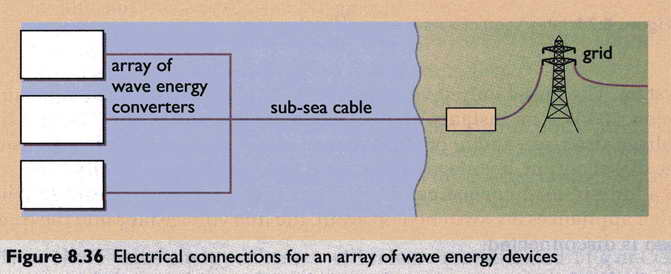 array of
wave energy
converters
sub-sea cable
grid
Figure 8.36 Electrical connections for an array of wave energy devices